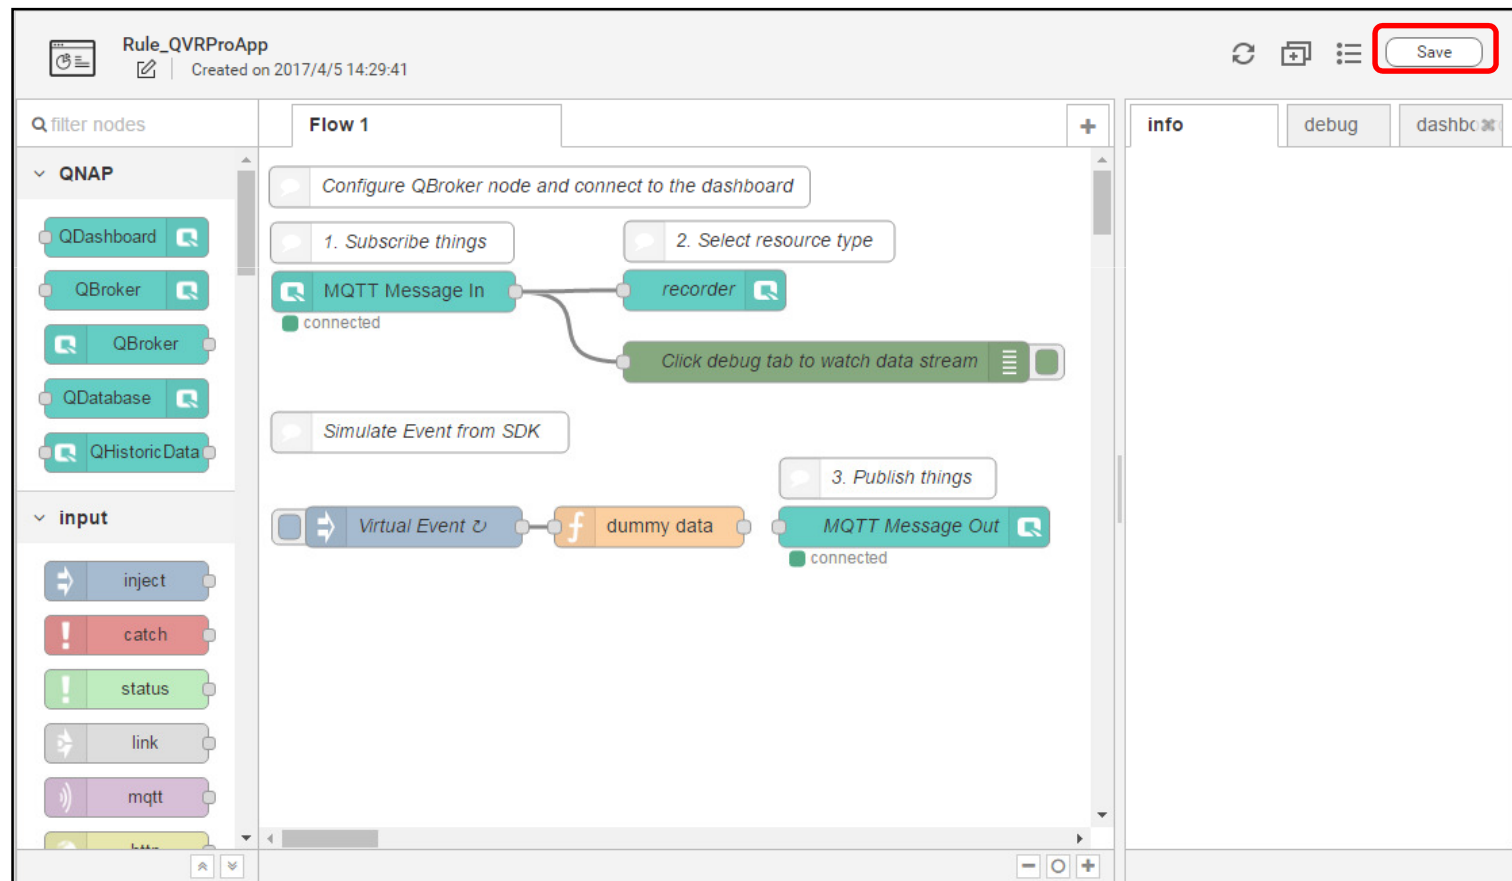 Rule_QVRProApp
Created on 2017/4/5 14:29:41
Save
filter nodes
Flow 1
info
debug
QNAP
QDashboard
QBroker
QBroker
QDatabase
QHistoricData
input
inject
catch
status
link
mqtt
Configure QBroker node and connect to the dashboard
1. Subscribe things
2. Select resource type
MQTT Message In
recorder
connected
Click debug tab to watch data stream
Simulate Event from SDK
3. Publish things
Virtual Event ↻
dummy data
MQTT Message Out
connected